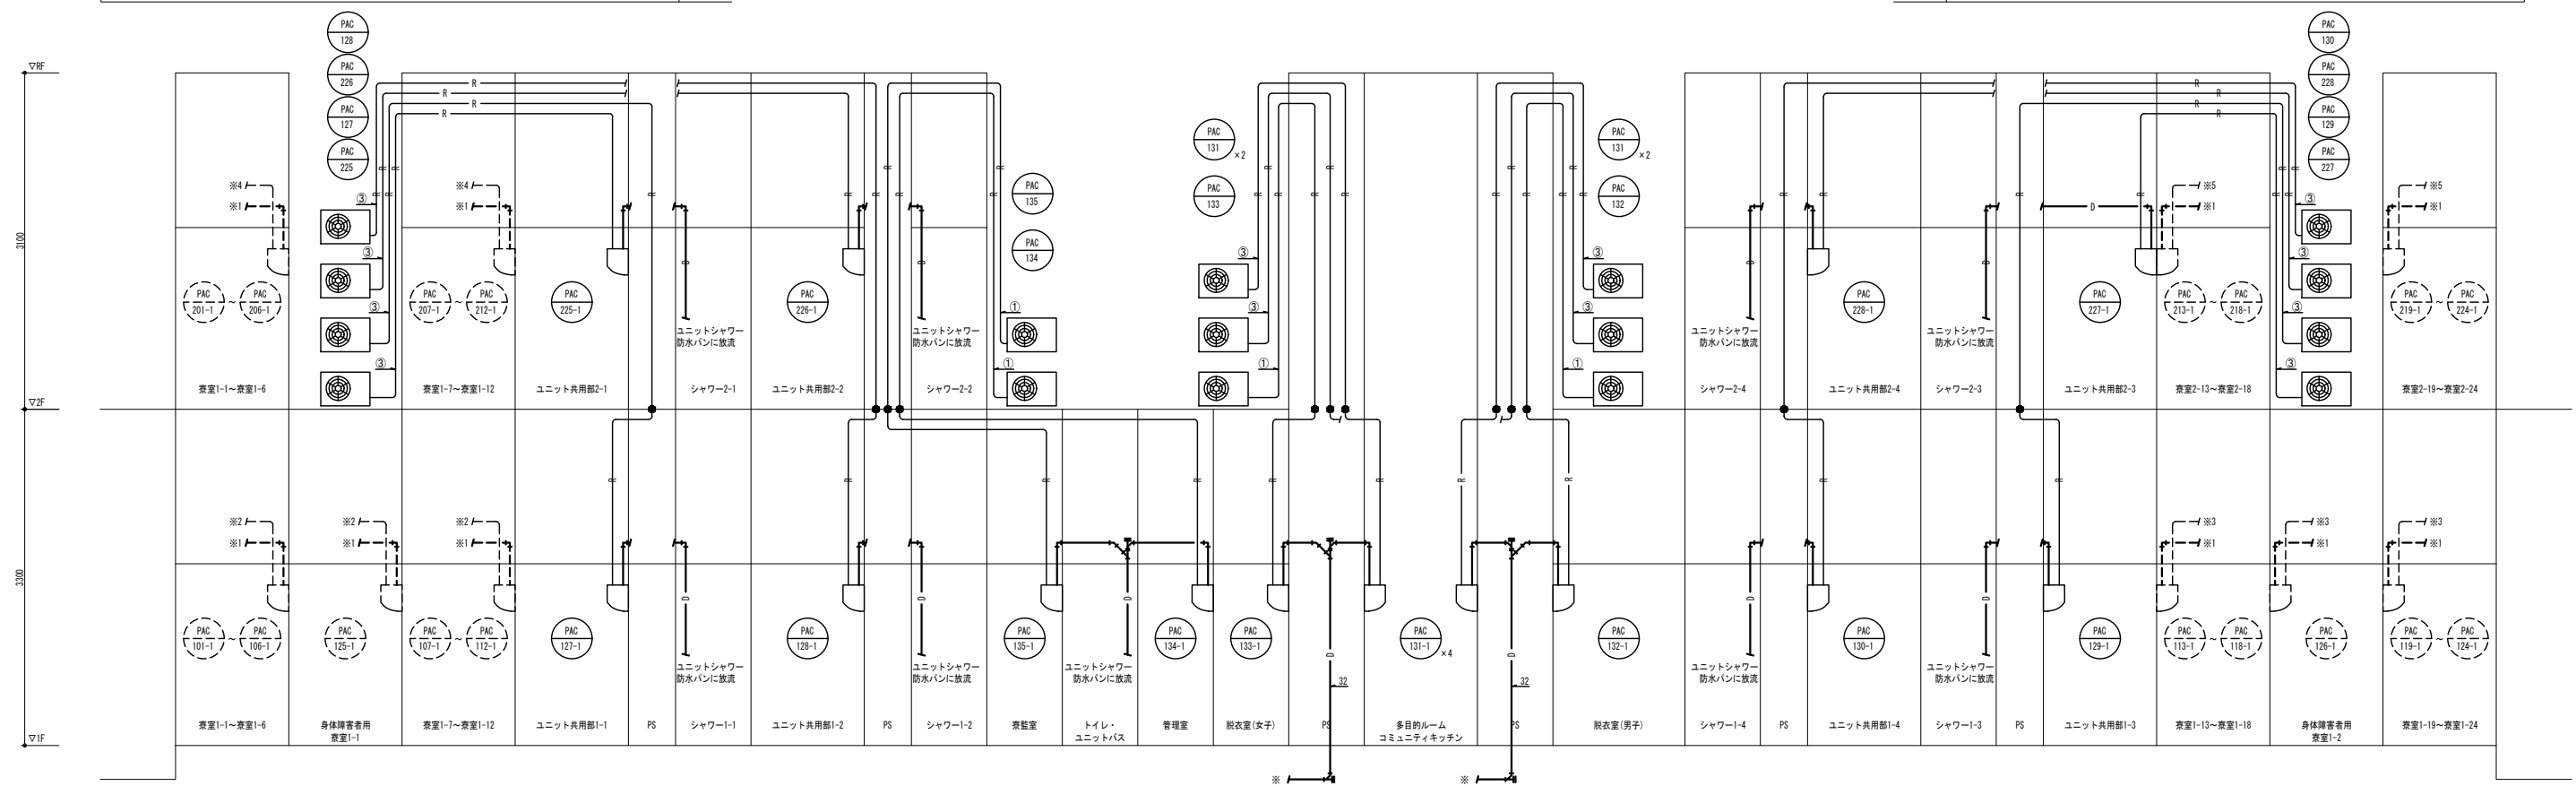 PAC
128
PAC
226
PAC
127
PAC
225
PAC
130
PAC
228
PAC
129
PAC
227
▽RF
R
R
R
R
R
R
R
R
PAC
131
×2
PAC
133
PAC
131
×2
PAC
132
PAC
135
PAC
134
※4
※1
※4
※1
※5
※1
※5
※1
③
③
③
③
①
①
③
③
①
③
③
①
③
③
③
③
D
3100
PAC
201-1
~
PAC
206-1
PAC
207-1
~
PAC
212-1
PAC
225-1
PAC
226-1
PAC
228-1
PAC
227-1
PAC
213-1
~
PAC
218-1
PAC
219-1
~
PAC
224-1
ユニットシャワー
防水パンに放流
ユニットシャワー
防水パンに放流
ユニットシャワー
防水パンに放流
ユニットシャワー
防水パンに放流
寮室1-1~寮室1-6
寮室1-7~寮室1-12
ユニット共用部2-1
シャワー2-1
ユニット共用部2-2
シャワー2-2
シャワー2-4
ユニット共用部2-4
シャワー2-3
ユニット共用部2-3
寮室2-13~寮室2-18
寮室2-19~寮室2-24
▽2F
R
R
R
R
R
R
R
R
R
R
※2
※1
※2
※1
※2
※1
※3
※1
※3
※1
※3
※1
3300
PAC
101-1
~
PAC
106-1
PAC
125-1
PAC
107-1
~
PAC
112-1
PAC
127-1
PAC
128-1
PAC
135-1
PAC
134-1
PAC
133-1
PAC
131-1
×4
PAC
132-1
PAC
130-1
PAC
129-1
PAC
113-1
~
PAC
118-1
PAC
126-1
PAC
119-1
~
PAC
124-1
ユニットシャワー
防水パンに放流
ユニットシャワー
防水パンに放流
ユニットシャワー
防水パンに放流
ユニットシャワー
防水パンに放流
ユニットシャワー
防水パンに放流
32
32
寮室1-1~寮室1-6
身体障害者用
寮室1-1
寮室1-7~寮室1-12
ユニット共用部1-1
PS
シャワー1-1
ユニット共用部1-2
PS
シャワー1-2
寮監室
トイレ・
ユニットバス
管理室
脱衣室(女子)
PS
多目的ルーム
コミュニティキッチン
PS
脱衣室(男子)
シャワー1-4
PS
ユニット共用部1-4
シャワー1-3
PS
ユニット共用部1-3
寮室1-13~寮室1-18
身体障害者用
寮室1-2
寮室1-19~寮室1-24
▽1F
※
※